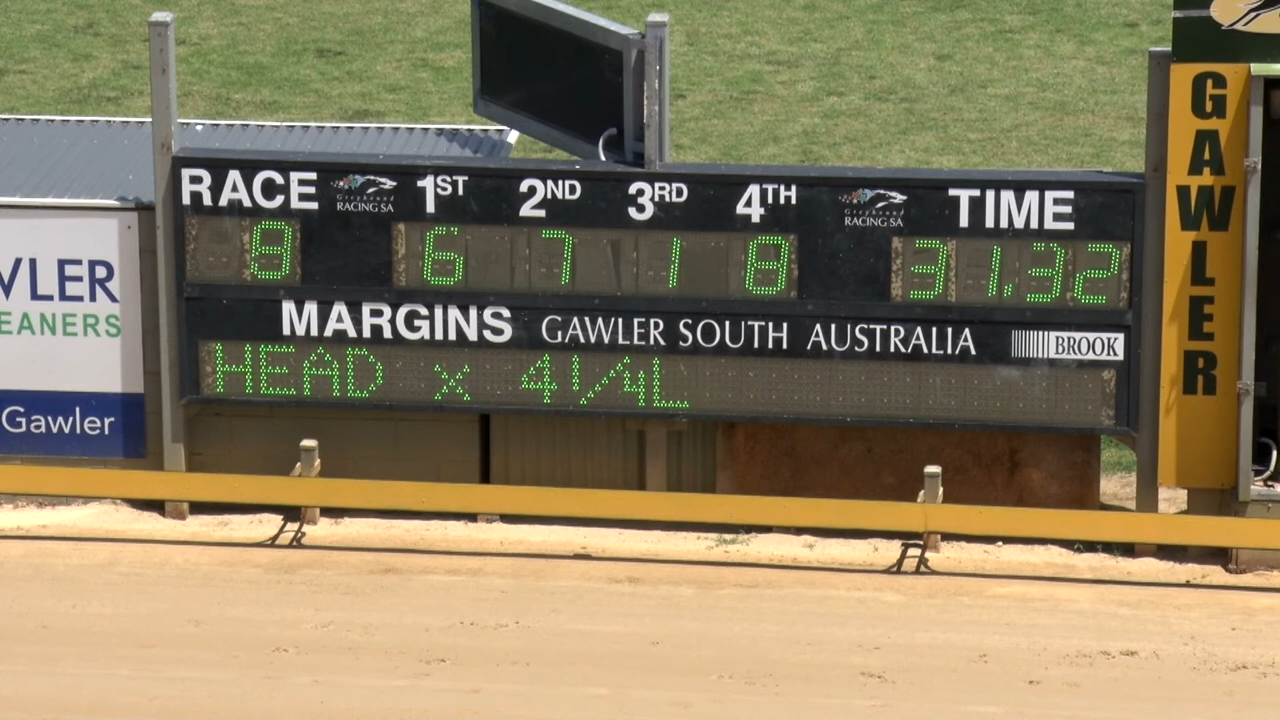 RACE Greyhound RACING SA 1ST 2ND 3RD 4TH Greyhound RACING SA TIME
8 6 7 1 8 31.32
MARGINS GAWLER SOUTH AUSTRALIA BROOK
HEAD x 4 1/4L
GAWLER
WLER
EANERS
Gawler